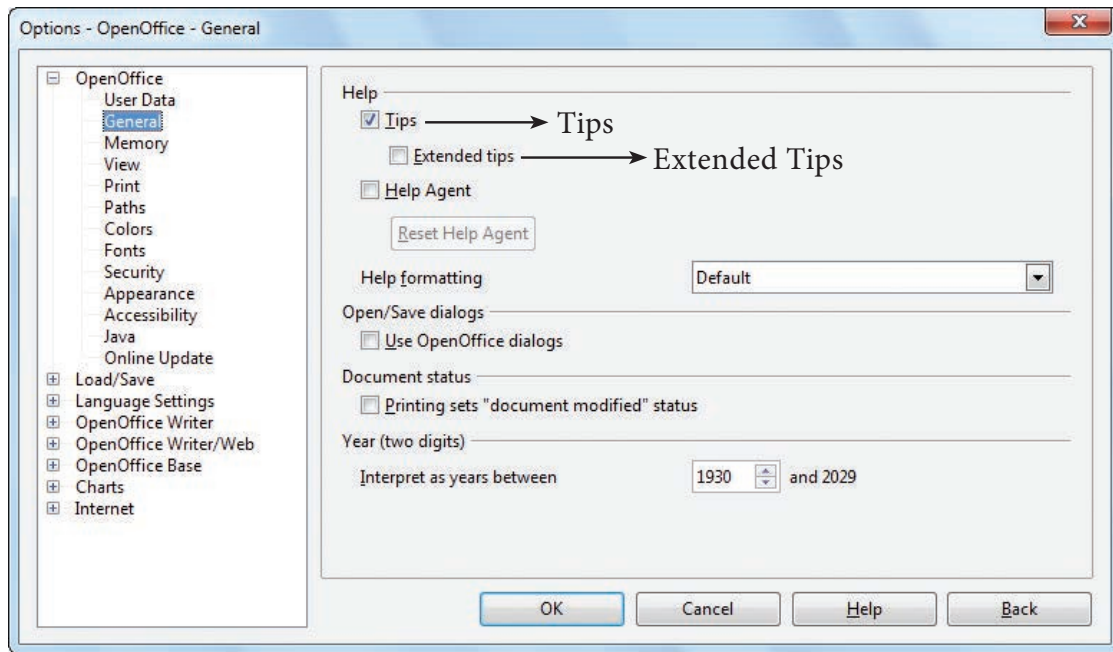 Options - OpenOffice - General
OpenOffice
User Data
General
Memory
View
Print
Paths
Colors
Fonts
Security
Appearance
Accessibility
Java
Online Update
Load/Save
Language Settings
OpenOffice Writer
OpenOffice Writer/Web
OpenOffice Base
Charts
Internet
Help
Tips Tips
Extended tips Extended Tips
Help Agent
Reset Help Agent
Help formatting Default
Open/Save dialogs
Use OpenOffice dialogs
Document status
Printing sets "document modified" status
Year (two digits)
Interpret as years between 1930 and 2029
OK Cancel Help Back